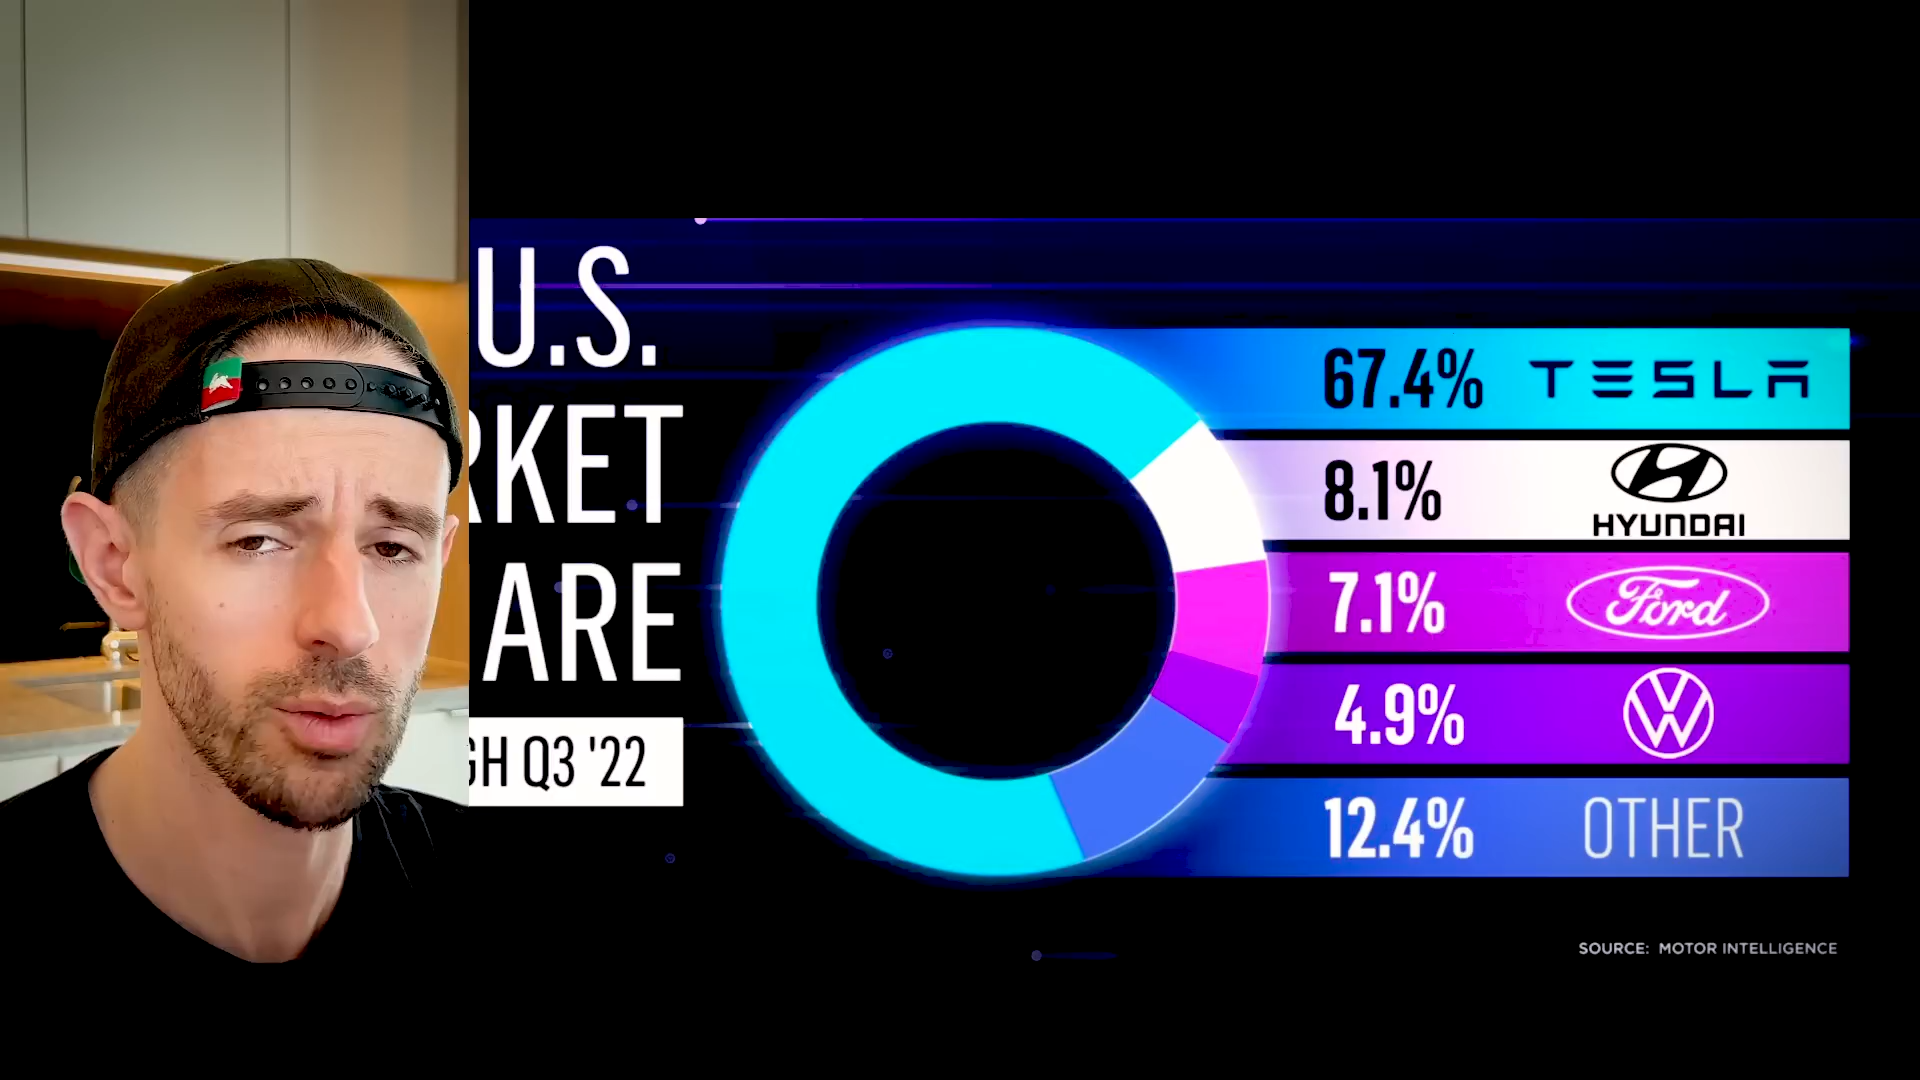 U.S.
RKET
ARE
GH Q3 '22
67.4% TESLA
8.1% HYUNDAI
7.1% Ford
4.9% VW
12.4% OTHER
SOURCE: MOTOR INTELLIGENCE